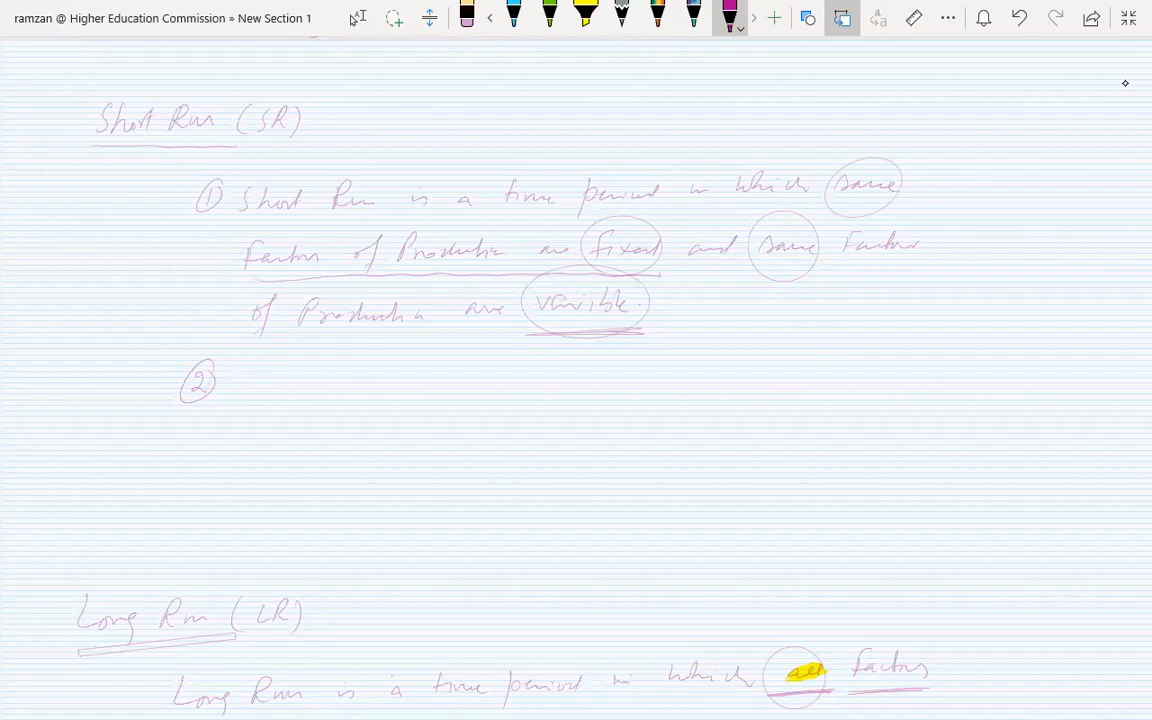 ramzan @ Higher Education Commission » New Section 1
Short Run (SR)
① Short Run is a time period in which some
Factors of Production are fixed and some Factors
of Production are variable.
②
Long Run (LR)
Long Run is a time period in which all factors